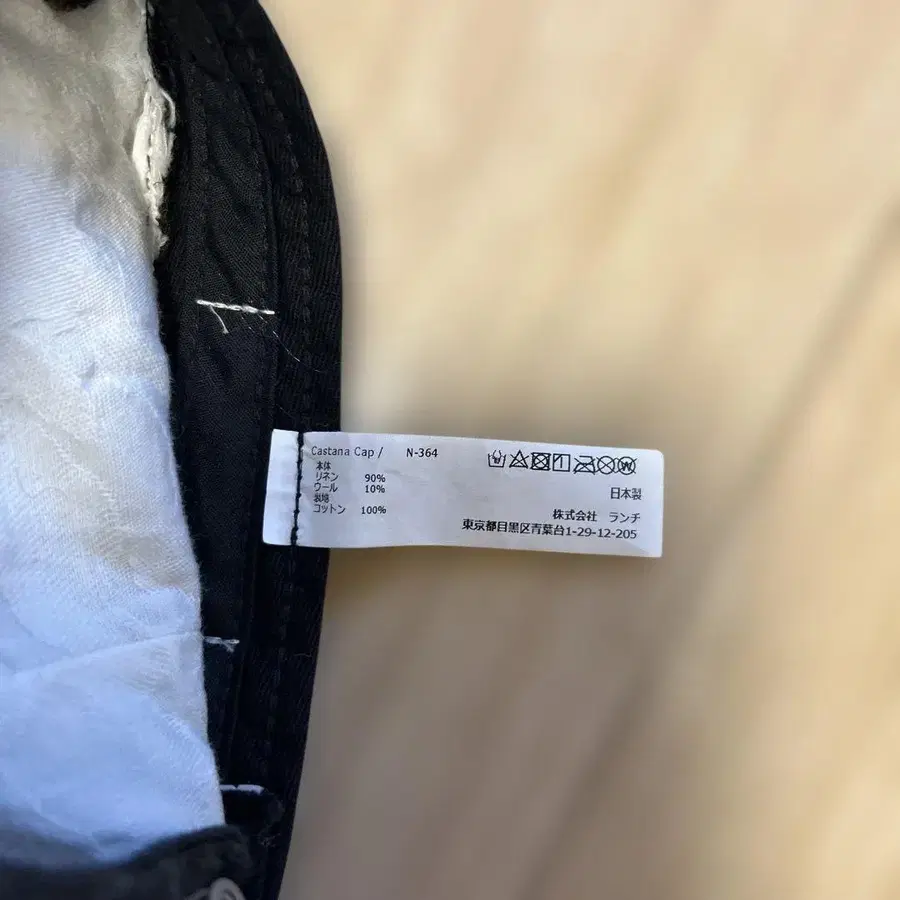 Castana Cap / N-364
本体
リネン 90%
ウール 10%
裏地
コットン 100%
日本製
株式会社 ランチ
東京都目黒区青葉台1-29-12-205